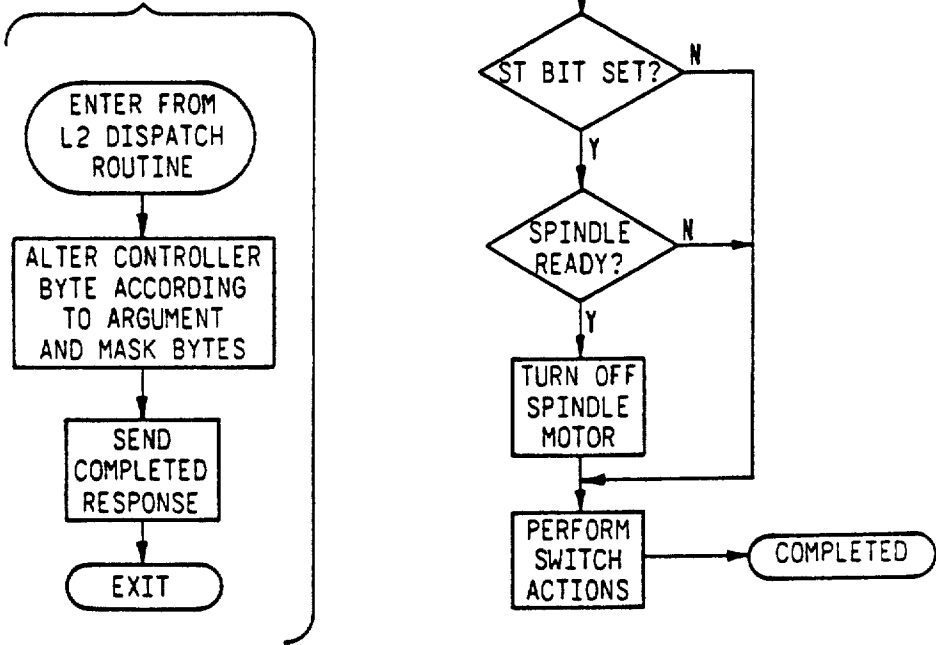 ENTER FROM
L2 DISPATCH
ROUTINE
ALTER CONTROLLER
BYTE ACCORDING
TO ARGUMENT
AND MASK BYTES
SEND
COMPLETED
RESPONSE
EXIT
ST BIT SET?
N
Y
SPINDLE
READY?
N
Y
TURN OFF
SPINDLE
MOTOR
PERFORM
SWITCH
ACTIONS
COMPLETED